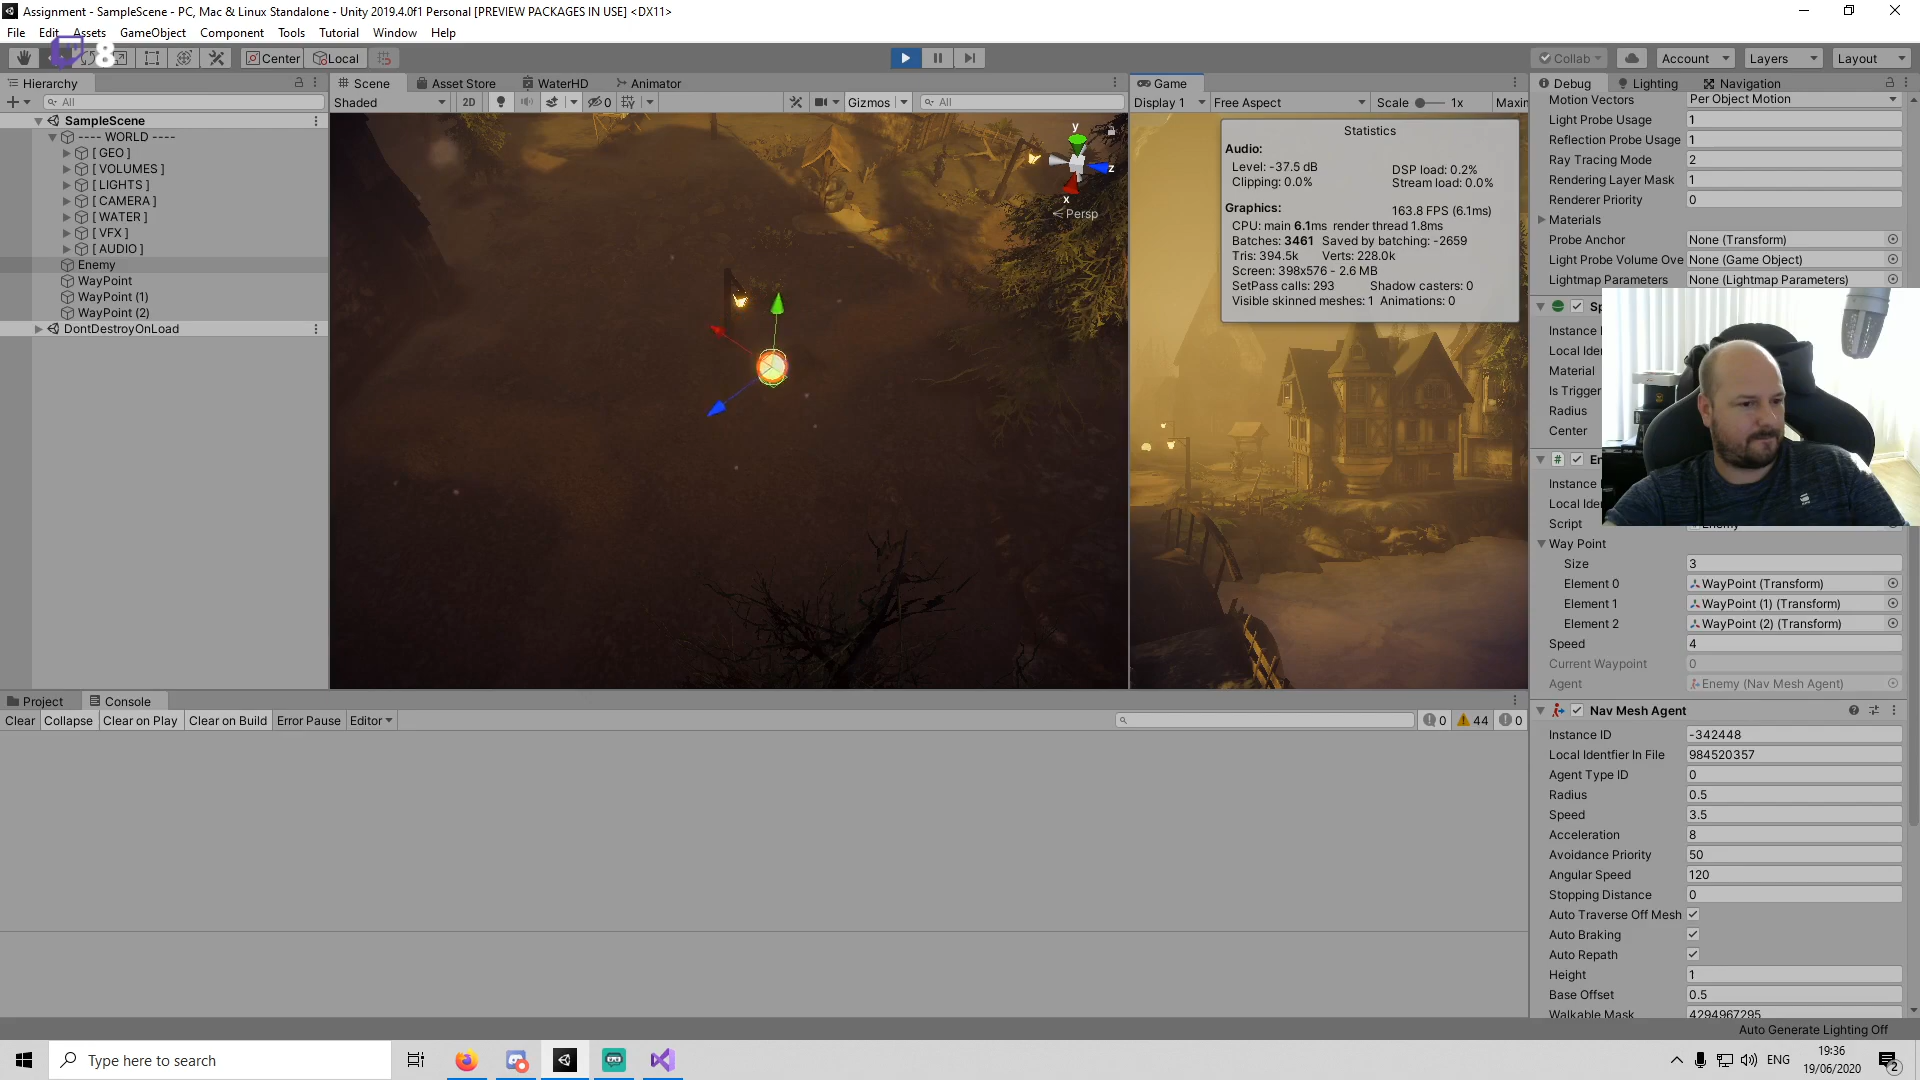 Assignment - SampleScene - PC, Mac & Linux Standalone - Unity 2019.4.0f1 Personal [PREVIEW PACKAGES IN USE] <DX11>
File Edit Assets GameObject Component Tools Tutorial Window Help
8
Center Local
Collab Account Layers Layout
Hierarchy
All
SampleScene
---- WORLD ----
[ GEO ]
[ VOLUMES ]
[ LIGHTS ]
[ CAMERA ]
[ WATER ]
[ VFX ]
[ AUDIO ]
Enemy
WayPoint
WayPoint (1)
WayPoint (2)
DontDestroyOnLoad
Scene Asset Store WaterHD Animator
Shaded 2D 0 Gizmos All
y
z
x
Persp
Game
Display 1 Free Aspect Scale 1x Maxin
Statistics
Audio:
Level: -37.5 dB DSP load: 0.2%
Clipping: 0.0% Stream load: 0.0%
Graphics: 163.8 FPS (6.1ms)
CPU: main 6.1ms render thread 1.8ms
Batches: 3461 Saved by batching: -2659
Tris: 394.5k Verts: 228.0k
Screen: 398x576 - 2.6 MB
SetPass calls: 293 Shadow casters: 0
Visible skinned meshes: 1 Animations: 0
Debug Lighting Navigation
Motion Vectors Per Object Motion
Light Probe Usage 1
Reflection Probe Usage 1
Ray Tracing Mode 2
Rendering Layer Mask 1
Renderer Priority 0
Materials
Probe Anchor None (Transform)
Light Probe Volume Ove None (Game Object)
Lightmap Parameters None (Lightmap Parameters)
Sp
Instance
Local Ide
Material
Is Trigger
Radius
Center
# En
Instance
Local Ide
Script Enemy
Way Point
Size 3
Element 0 WayPoint (Transform)
Element 1 WayPoint (1) (Transform)
Element 2 WayPoint (2) (Transform)
Speed 4
Current Waypoint 0
Agent Enemy (Nav Mesh Agent)
Nav Mesh Agent
Instance ID -342448
Local Identfier In File 984520357
Agent Type ID 0
Radius 0.5
Speed 3.5
Acceleration 8
Avoidance Priority 50
Angular Speed 120
Stopping Distance 0
Auto Traverse Off Mesh
Auto Braking
Auto Repath
Height 1
Base Offset 0.5
Walkable Mask 4294967295
Project Console
Clear Collapse Clear on Play Clear on Build Error Pause Editor
0 44 0
Auto Generate Lighting Off
Type here to search
ENG
19:36
19/06/2020
2